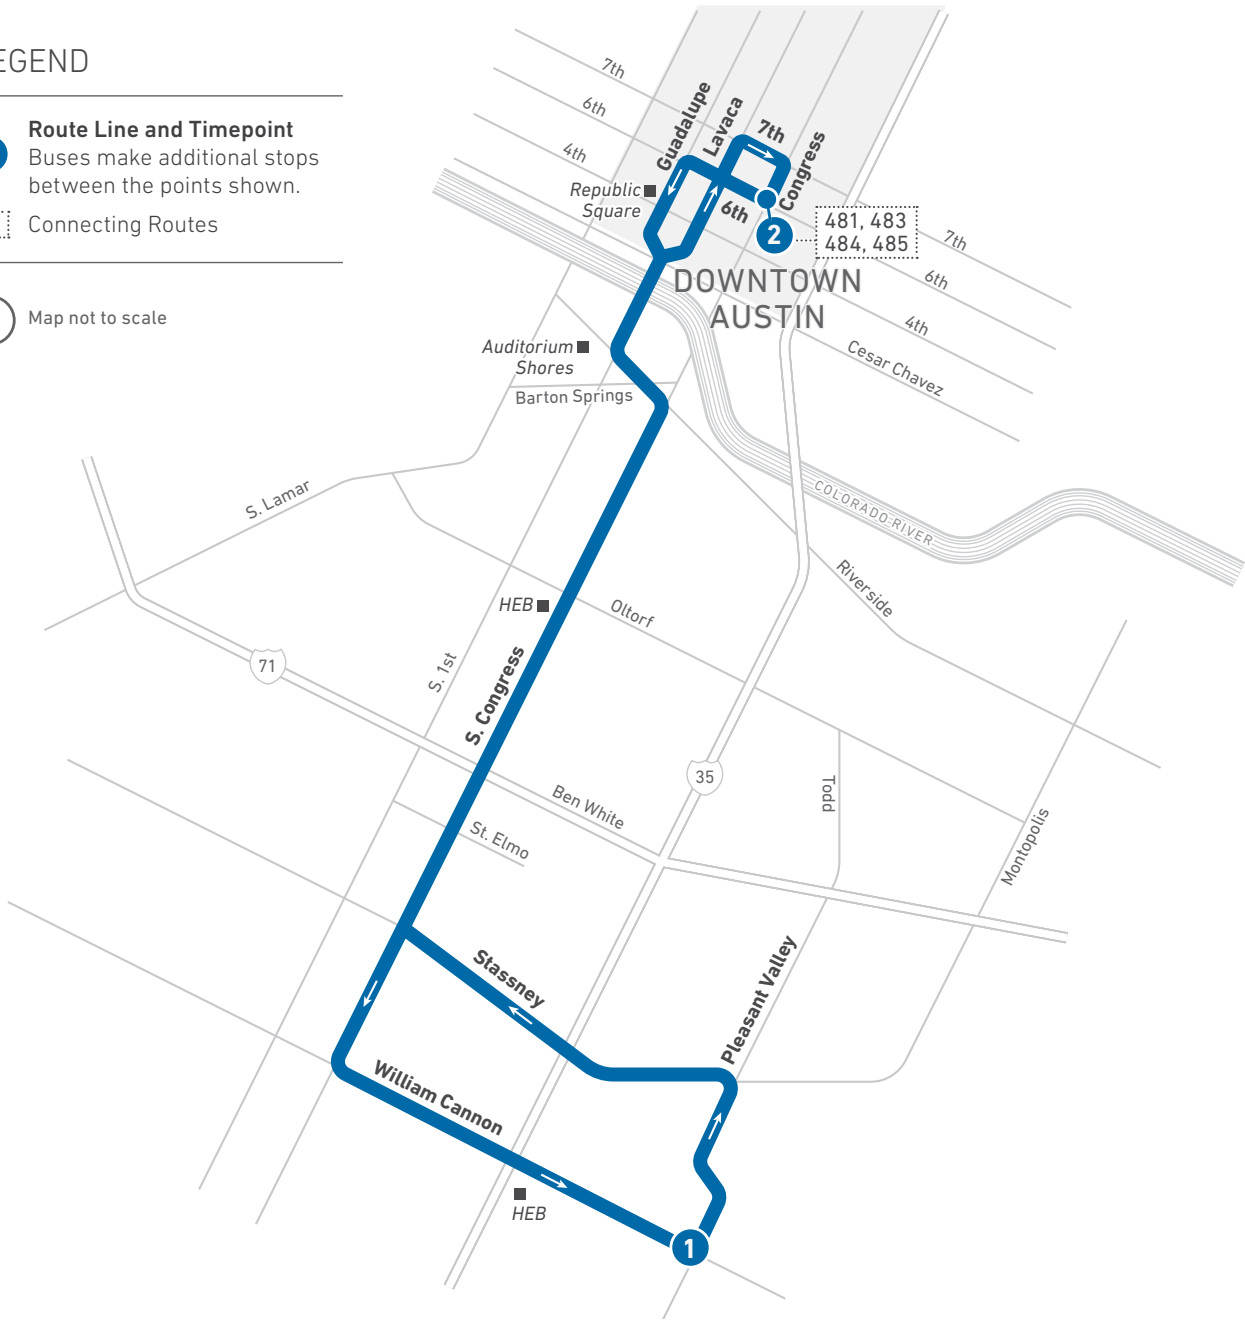 EGEND
Route Line and Timepoint
Buses make additional stops
between the points shown.
Connecting Routes
Map not to scale
7th
6th
4th
Guadalupe
Lavaca
7th
Congress
Republic
Square
6th
2
481, 483
484, 485
7th
6th
4th
Cesar Chavez
DOWNTOWN
AUSTIN
Auditorium
Shores
Barton Springs
S. Lamar
COLORADO RIVER
Riverside
HEB
Oltorf
71
S. 1st
S. Congress
35
Ben White
Todd
St. Elmo
Montopolis
Stassney
Pleasant Valley
William Cannon
HEB
1